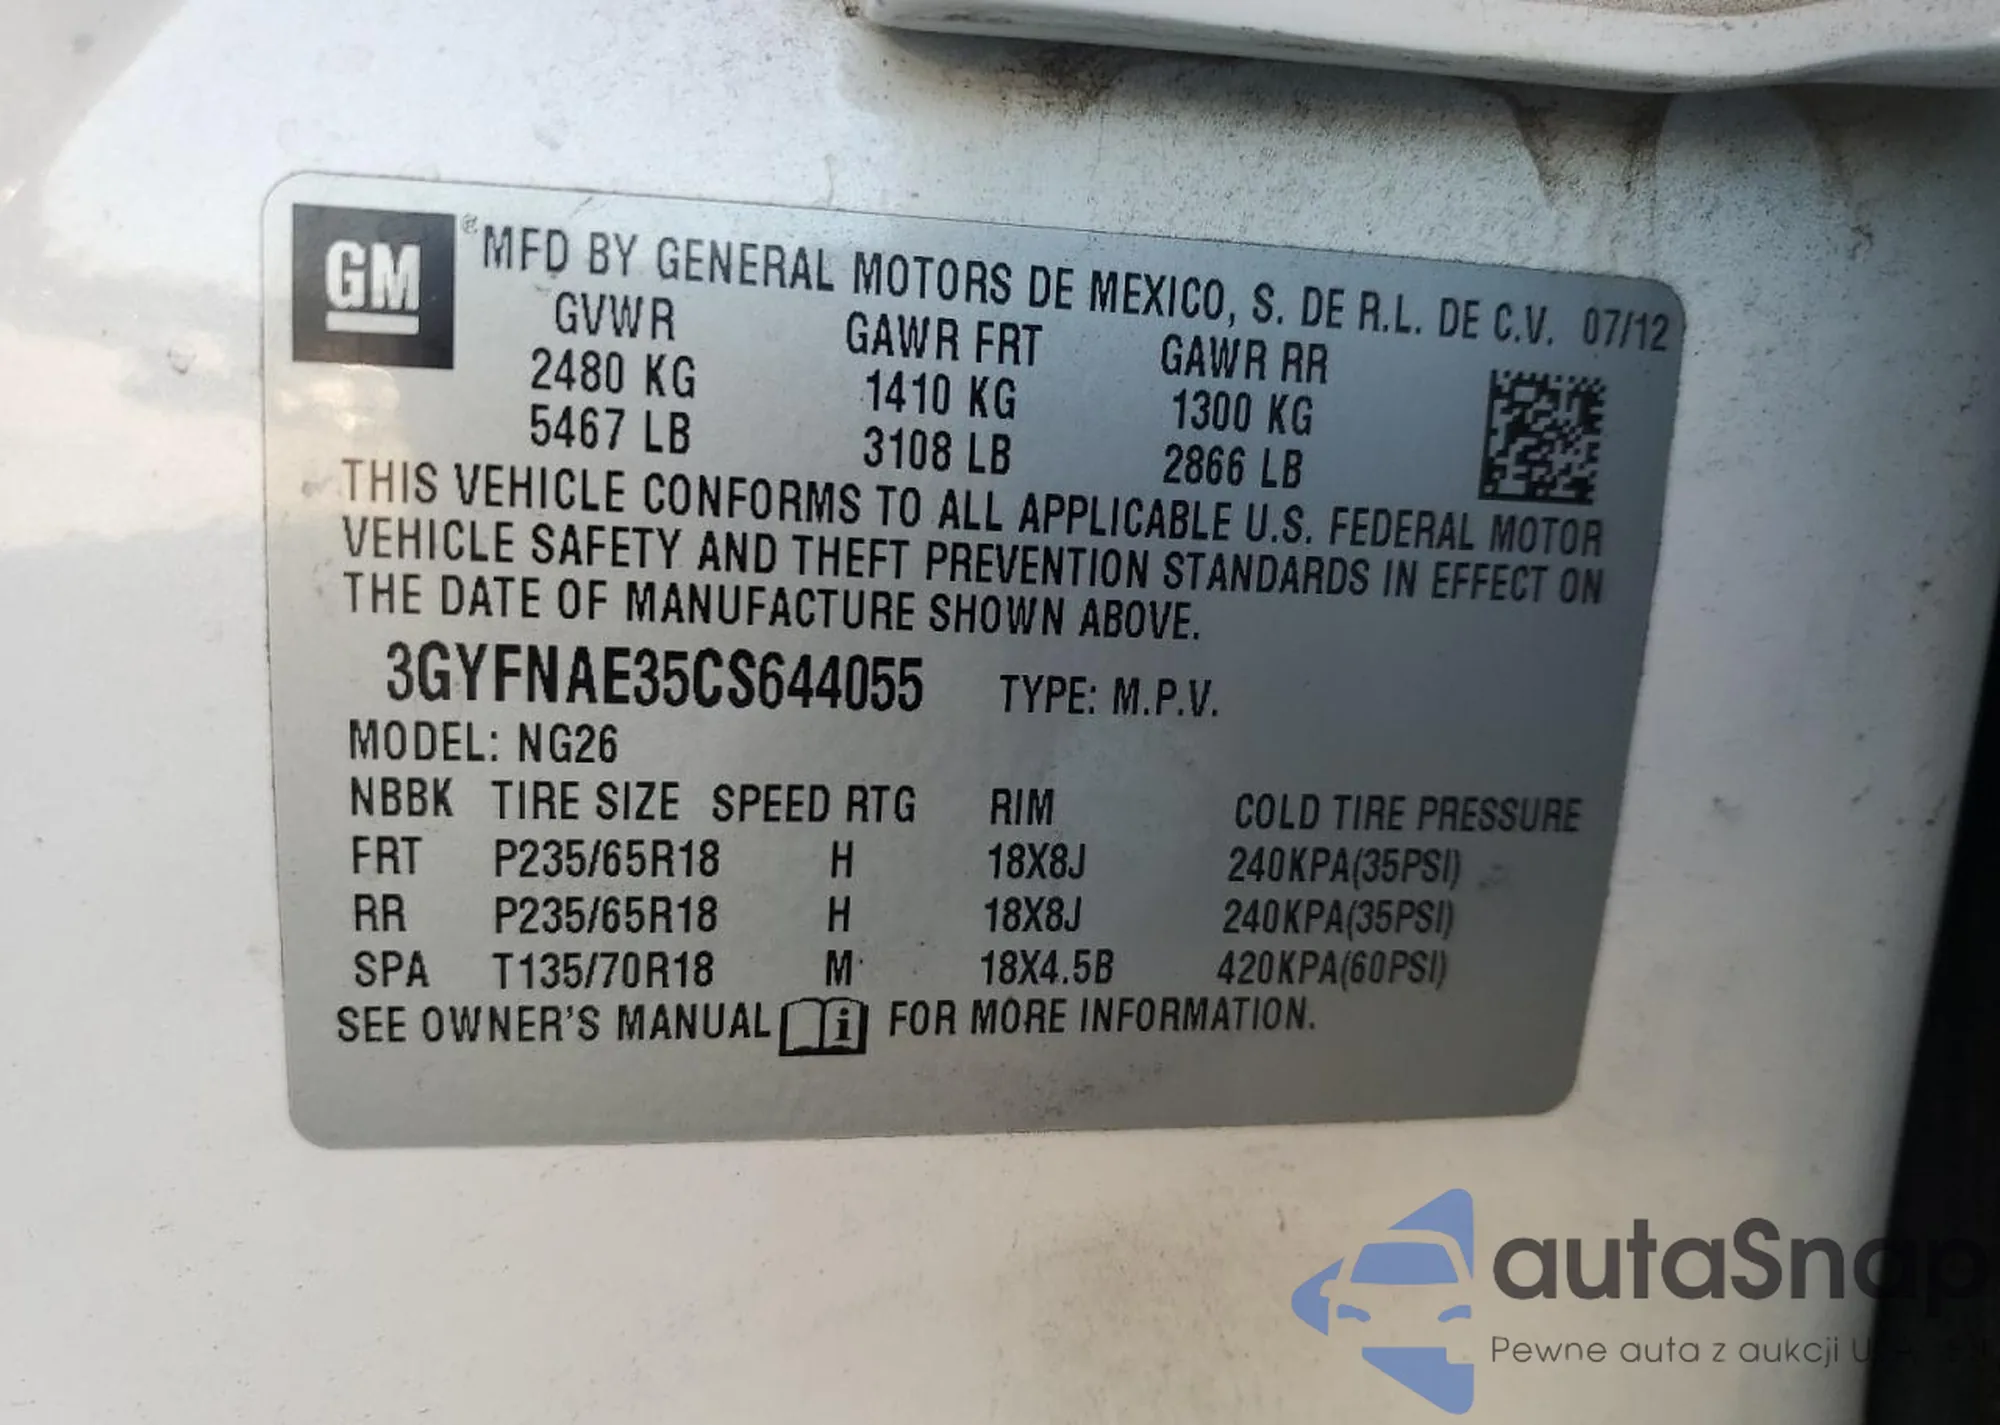 GM
® MFD BY GENERAL MOTORS DE MEXICO, S. DE R.L. DE C.V. 07/12
GVWR GAWR FRT GAWR RR
2480 KG 1410 KG 1300 KG
5467 LB 3108 LB 2866 LB
THIS VEHICLE CONFORMS TO ALL APPLICABLE U.S. FEDERAL MOTOR
VEHICLE SAFETY AND THEFT PREVENTION STANDARDS IN EFFECT ON
THE DATE OF MANUFACTURE SHOWN ABOVE.
3GYFNAE35CS644055 TYPE: M.P.V.
MODEL: NG26
NBBK TIRE SIZE SPEED RTG RIM COLD TIRE PRESSURE
FRT P235/65R18 H 18X8J 240KPA(35PSI)
RR P235/65R18 H 18X8J 240KPA(35PSI)
SPA T135/70R18 M 18X4.5B 420KPA(60PSI)
SEE OWNER'S MANUAL i FOR MORE INFORMATION.
autaSnap
Pewne auta z aukcji